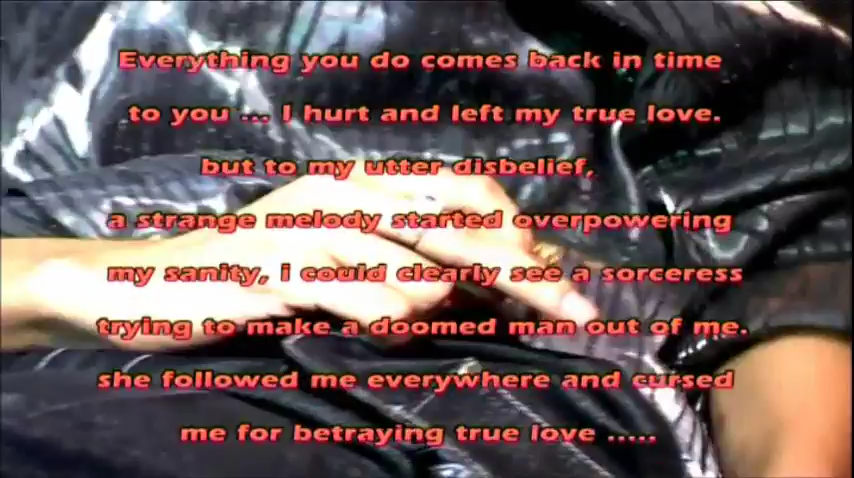 Everything you do comes back in time
to you ... I hurt and left my true love.
but to my utter disbelief,
a strange melody started overpowering
my sanity, i could clearly see a sorceress
trying to make a doomed man out of me.
she followed me everywhere and cursed
me for betraying true love .....